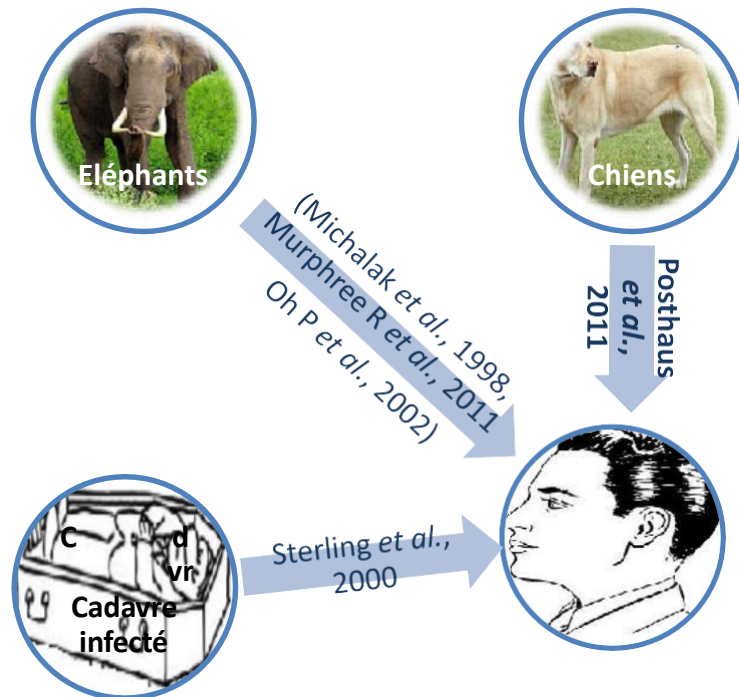 Eléphants
Chiens
(Michalak et al., 1998,
Murphree R et al., 2011
Oh P et al., 2002)
Posthaus
et al.,
2011
C d
vr
Cadavre
infecté
Sterling et al.,
2000